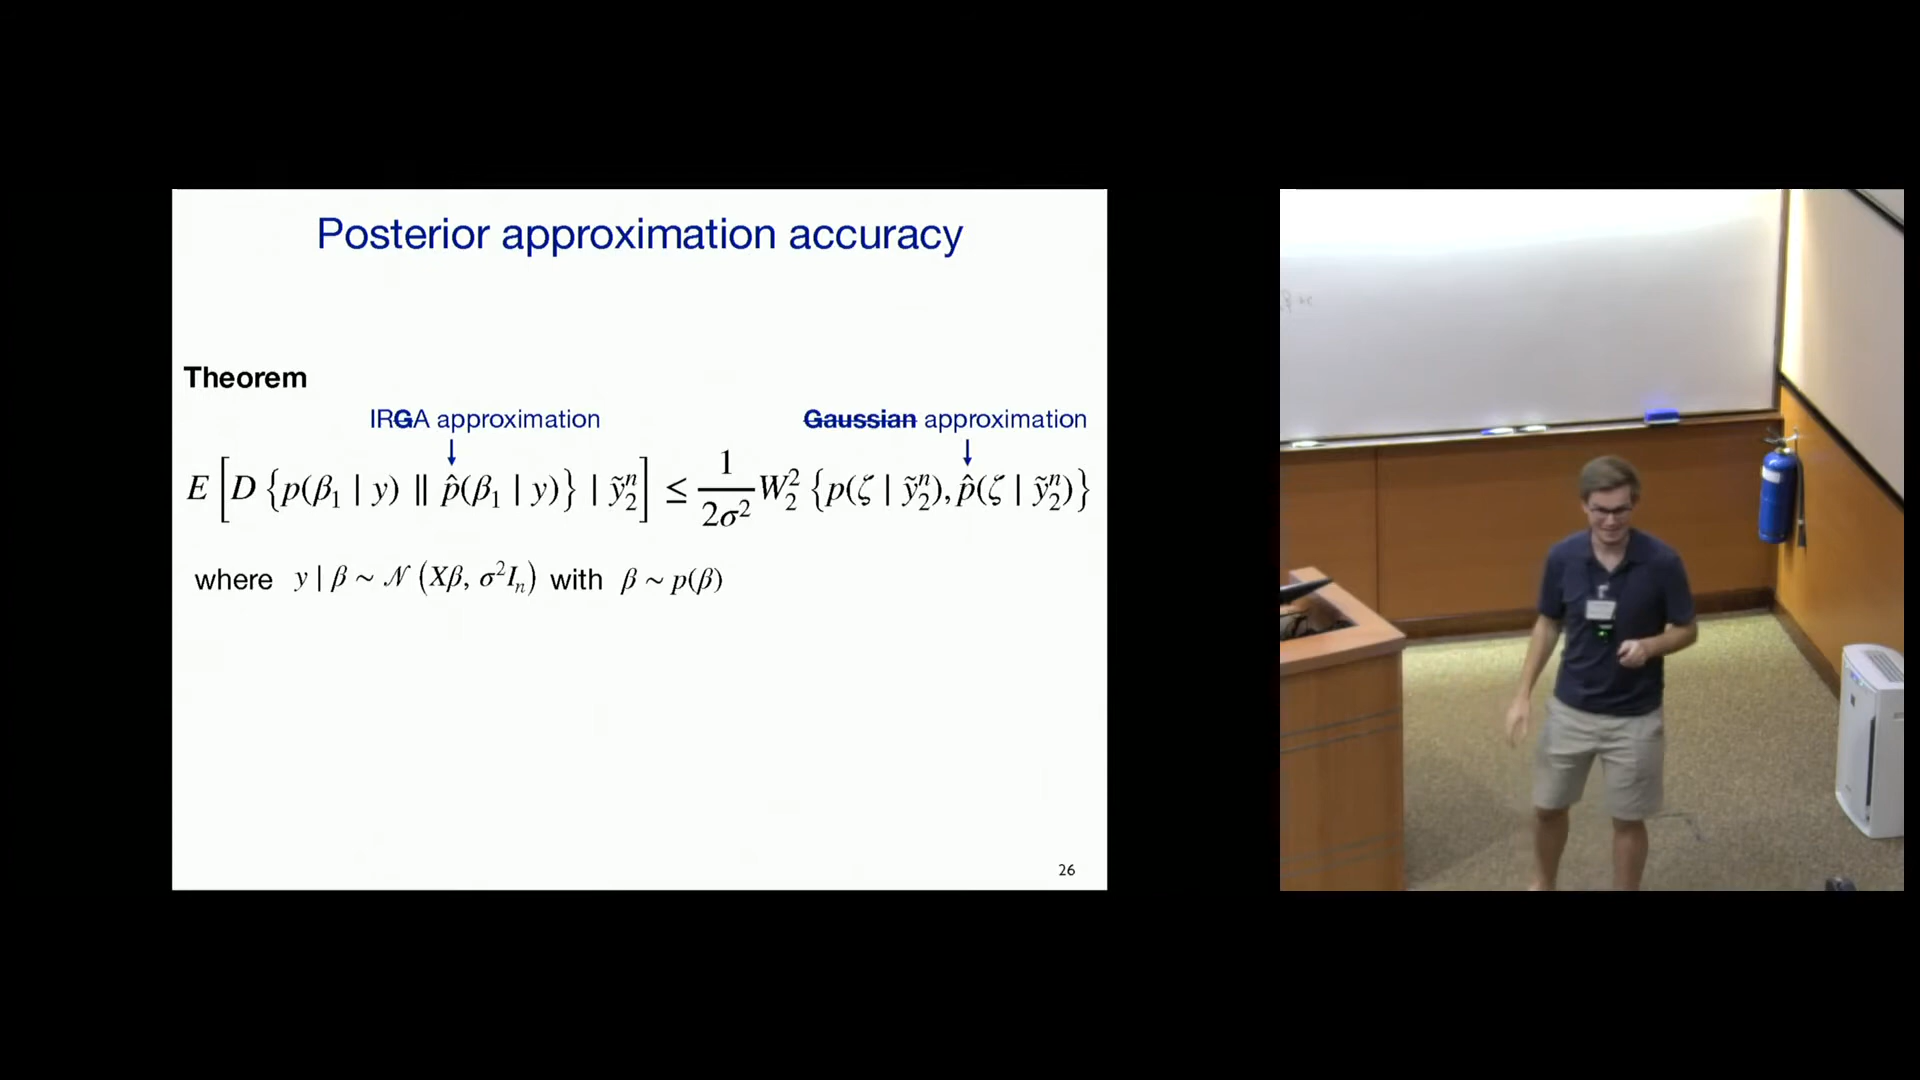 Posterior approximation accuracy
Theorem
IRGA approximation
Gaussian approximation
E[D {p(β₁ | y) ∥ p̂(β₁ | y)} | ỹ₂ⁿ] ≤ 1/(2σ²) W₂² {p(ζ | ỹ₂ⁿ), p̂(ζ | ỹ₂ⁿ)}
where y | β ~ 𝒩 (Xβ, σ²Iₙ) with β ~ p(β)
26